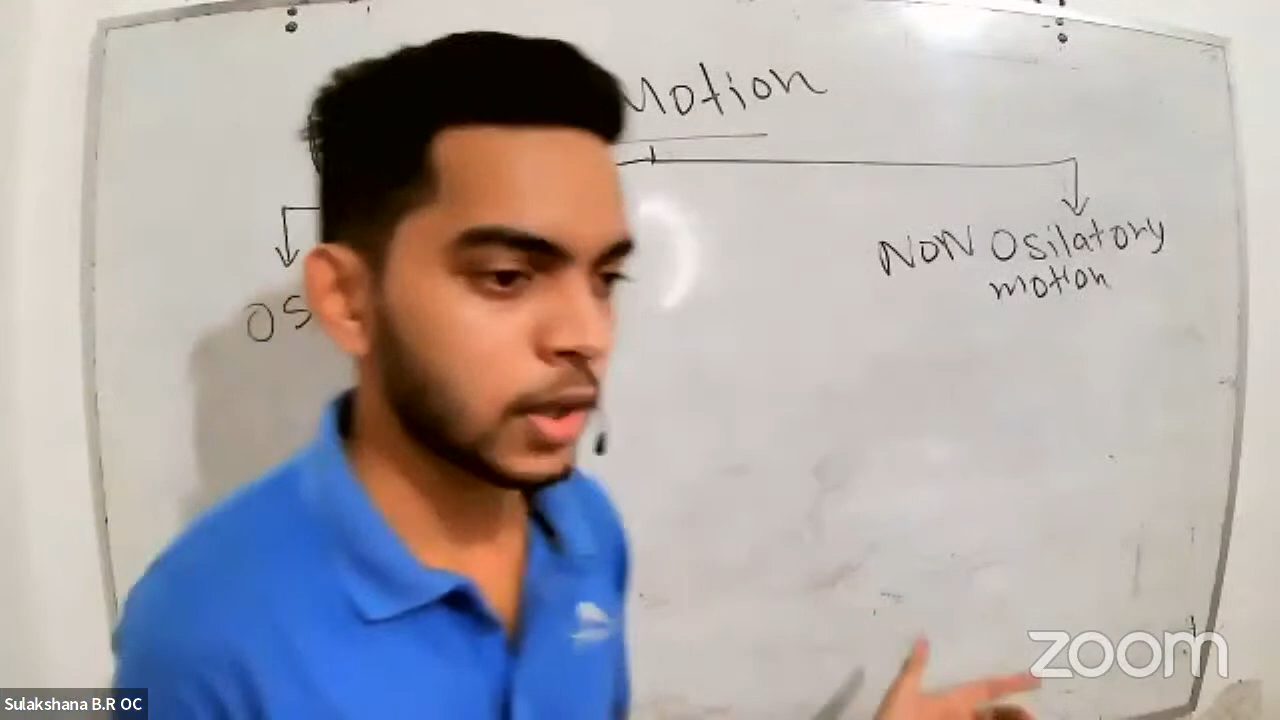 Motion
OS
NON Osilatory
motion
zoom
Sulakshana B.R OC